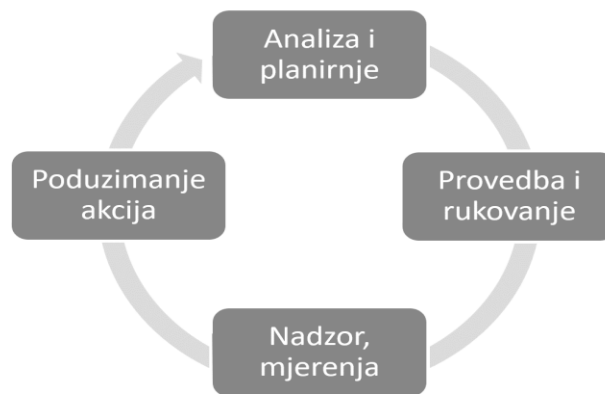 Analiza i
planirnje
Provedba i
rukovanje
Nadzor,
mjerenja
Poduzimanje
akcija